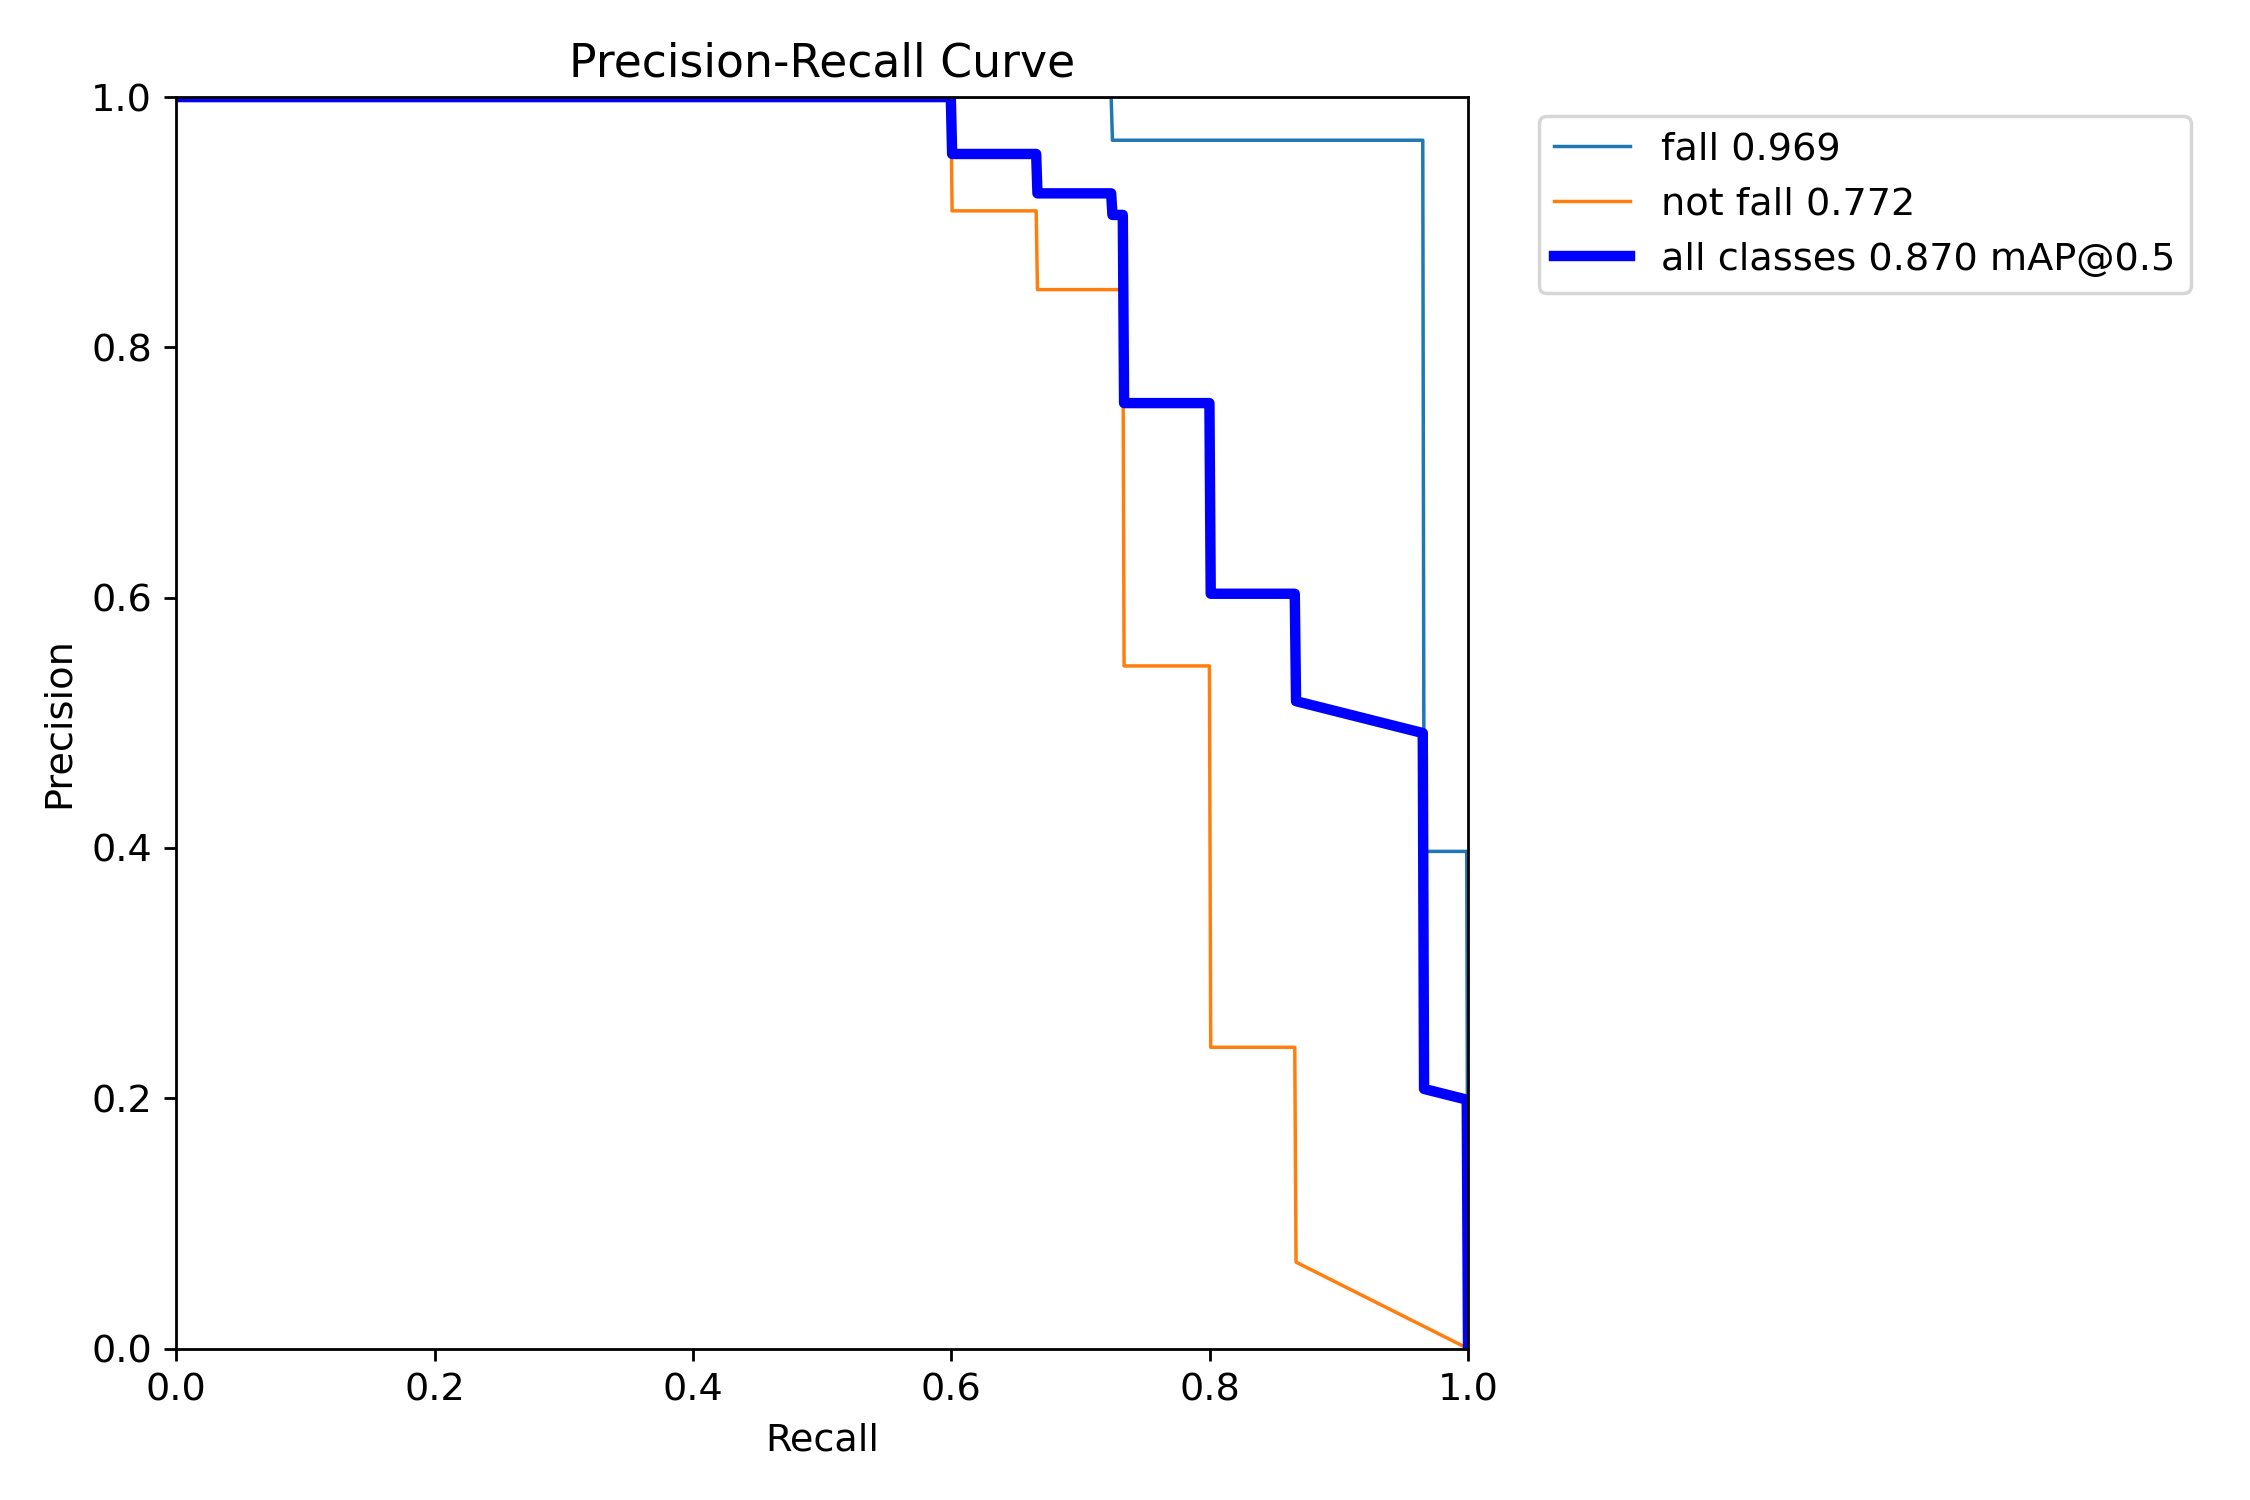 Precision-Recall Curve
fall 0.969
not fall 0.772
all classes 0.870 mAP@0.5
Precision
1.0
0.8
0.6
0.4
0.2
0.0
0.0 0.2 0.4 0.6 0.8 1.0
Recall